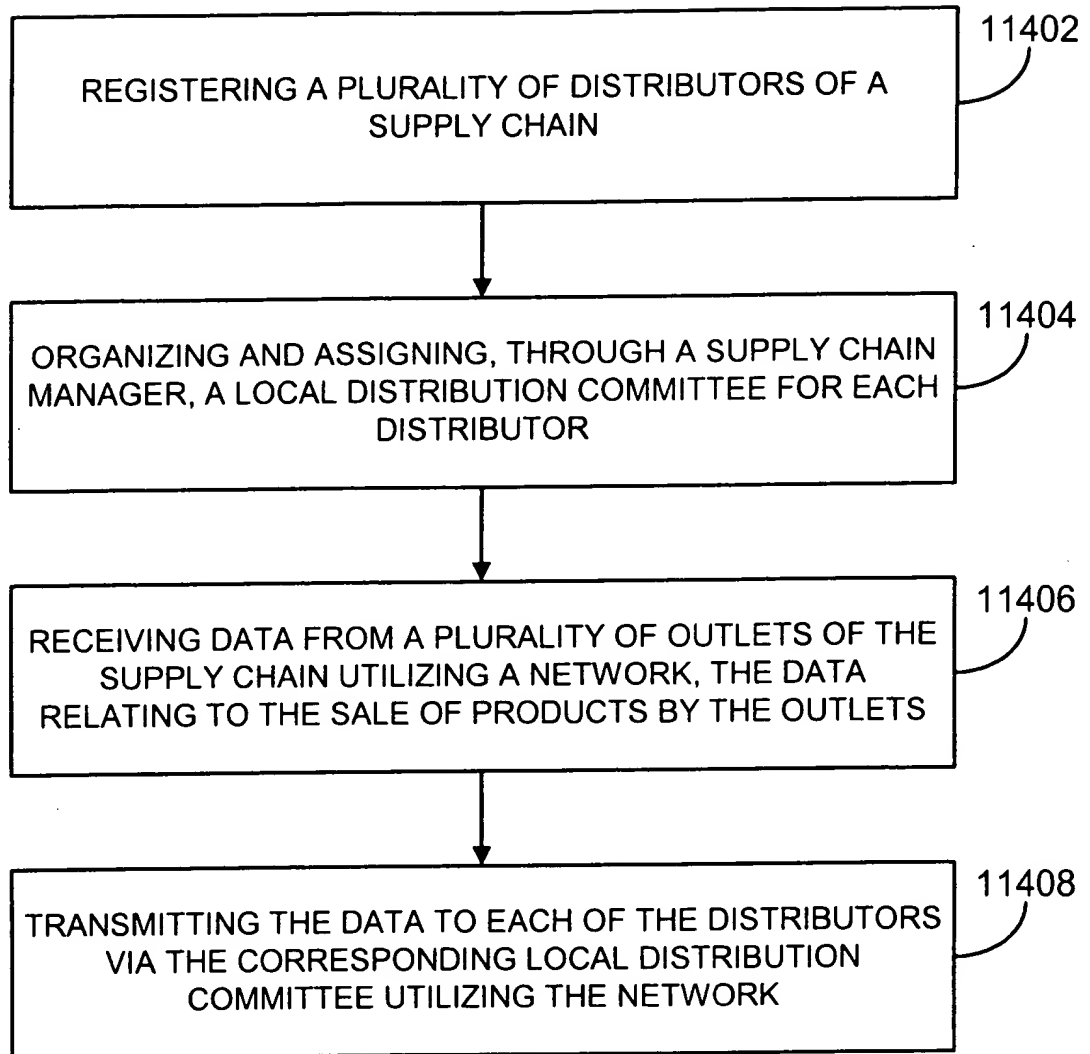 11402
REGISTERING A PLURALITY OF DISTRIBUTORS OF A
SUPPLY CHAIN
11404
ORGANIZING AND ASSIGNING, THROUGH A SUPPLY CHAIN
MANAGER, A LOCAL DISTRIBUTION COMMITTEE FOR EACH
DISTRIBUTOR
11406
RECEIVING DATA FROM A PLURALITY OF OUTLETS OF THE
SUPPLY CHAIN UTILIZING A NETWORK, THE DATA
RELATING TO THE SALE OF PRODUCTS BY THE OUTLETS
11408
TRANSMITTING THE DATA TO EACH OF THE DISTRIBUTORS
VIA THE CORRESPONDING LOCAL DISTRIBUTION
COMMITTEE UTILIZING THE NETWORK